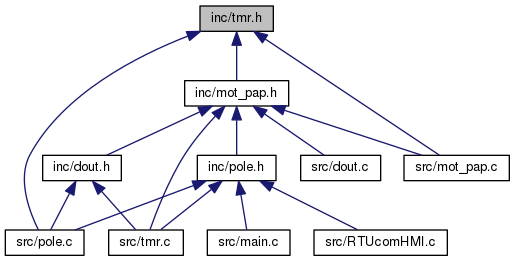 inc/tmr.h
inc/mot_pap.h
inc/dout.h
inc/pole.h
src/dout.c
src/mot_pap.c
src/pole.c
src/tmr.c
src/main.c
src/RTUcomHMI.c